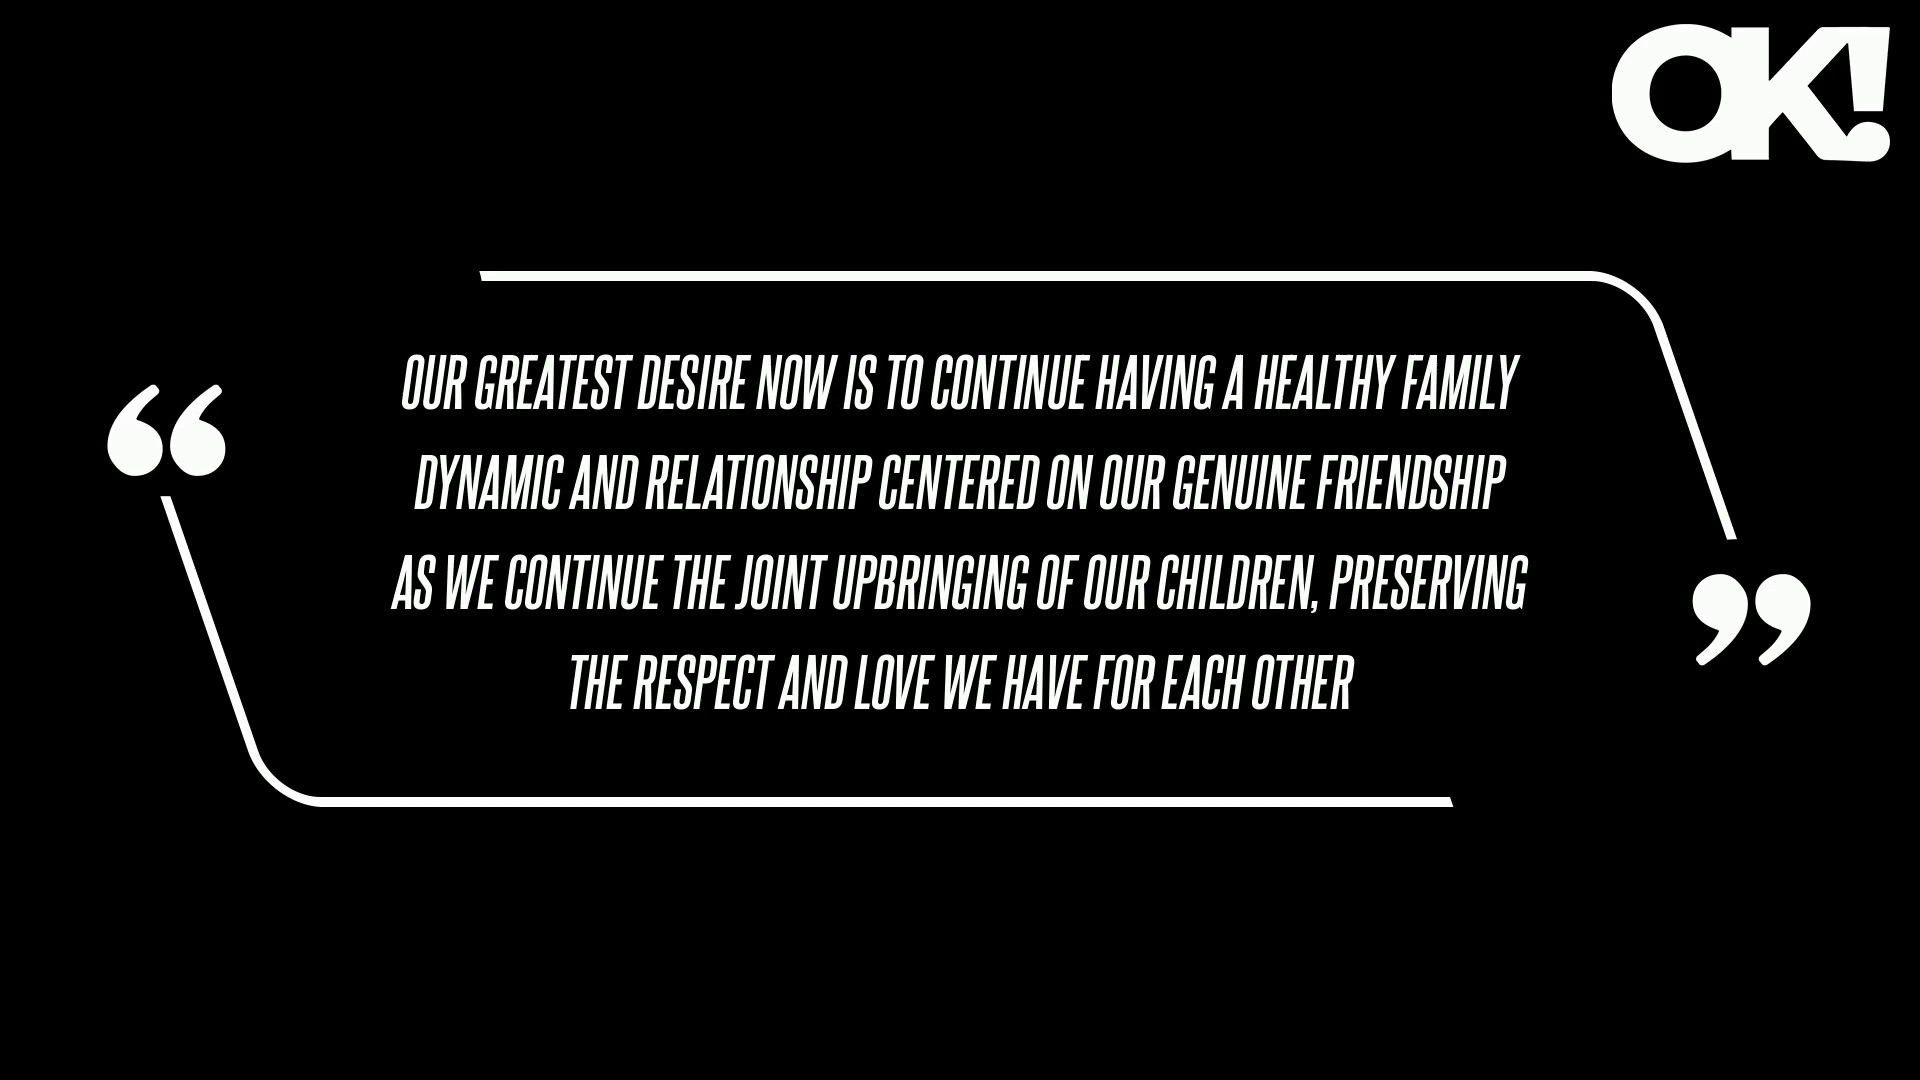 OK!
“
OUR GREATEST DESIRE NOW IS TO CONTINUE HAVING A HEALTHY FAMILY
DYNAMIC AND RELATIONSHIP CENTERED ON OUR GENUINE FRIENDSHIP
AS WE CONTINUE THE JOINT UPBRINGING OF OUR CHILDREN, PRESERVING
THE RESPECT AND LOVE WE HAVE FOR EACH OTHER
”